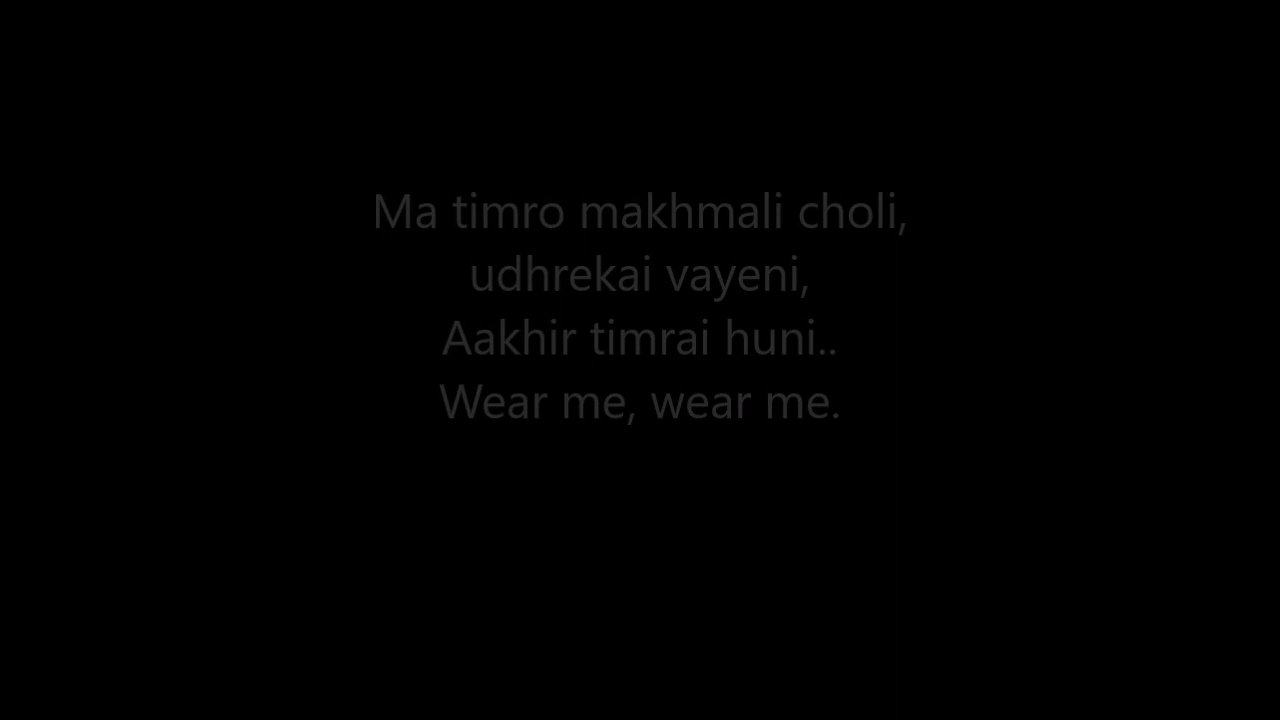 Ma timro makhmali choli,
udhrekai vayeni,
Aakhir timrai huni..
Wear me, wear me.